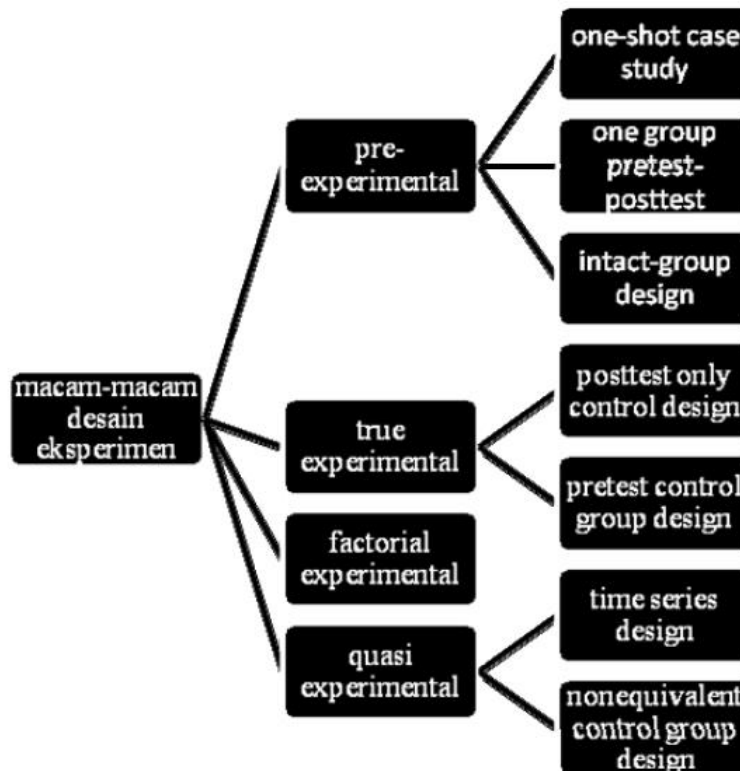 macam-macam
desain
eksperimen
pre-
experimental
one-shot case
study
one group
pretest-
posttest
intact-group
design
true
experimental
posttest only
control design
pretest control
group design
factorial
experimental
quasi
experimental
time series
design
nonequivalent
control group
design